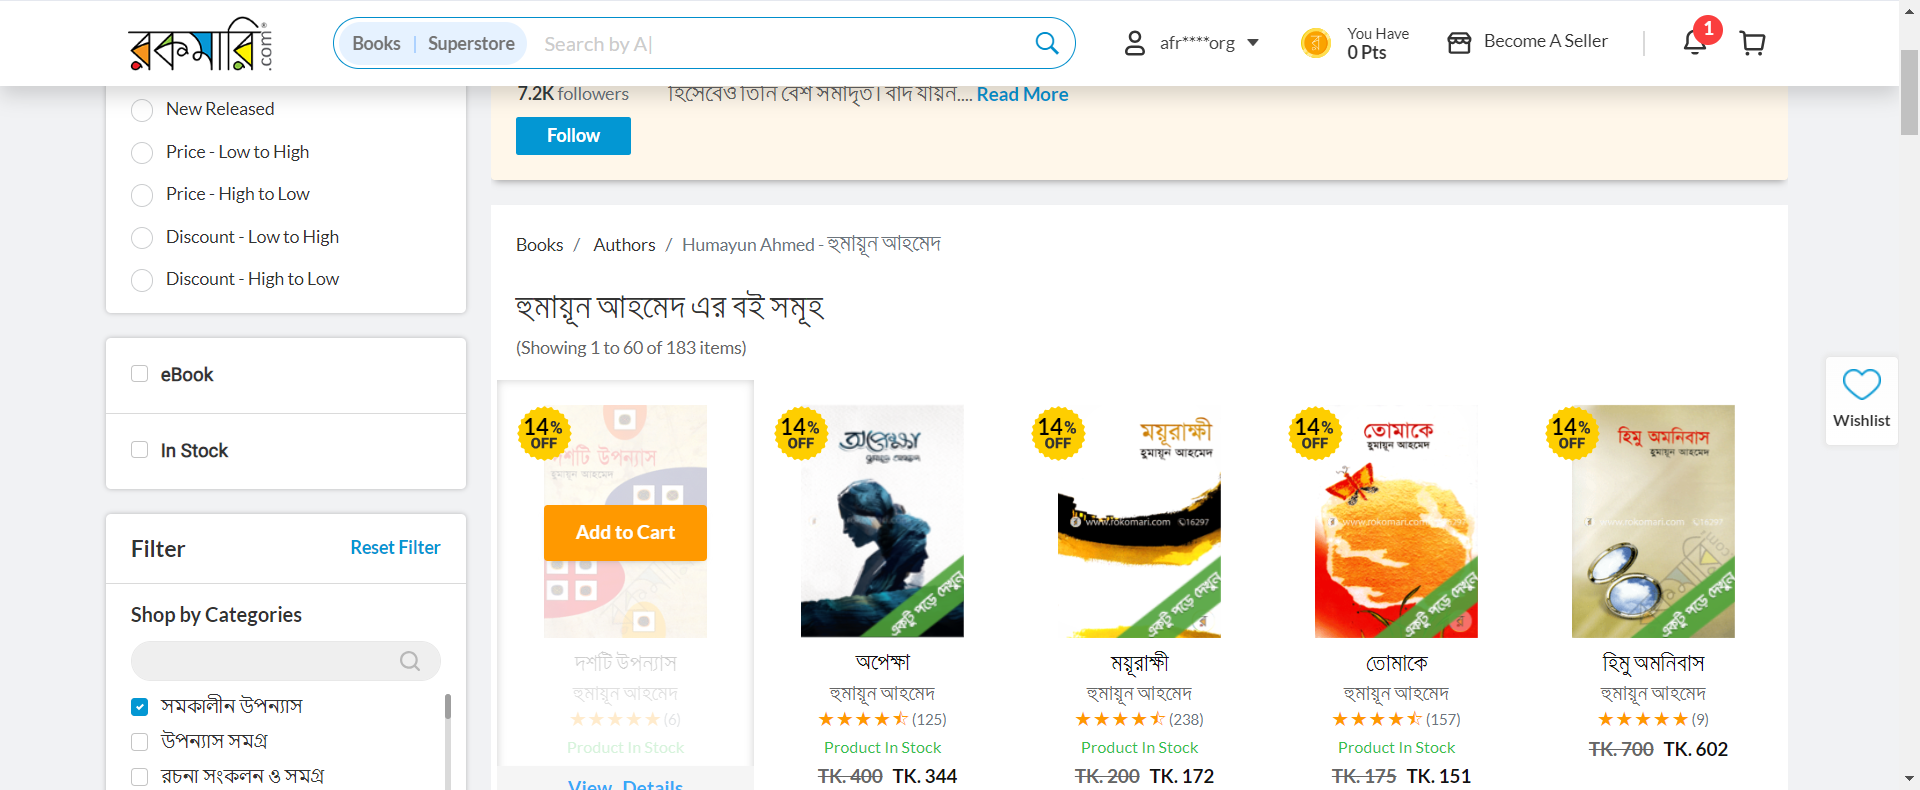 রকমারি.com
Books | Superstore Search by A|
afr****org
You Have
0 Pts
Become A Seller
1
New Released
Price - Low to High
Price - High to Low
Discount - Low to High
Discount - High to Low
eBook
In Stock
Filter Reset Filter
Shop by Categories
সমকালীন উপন্যাস
উপন্যাস সমগ্র
রচনা সংকলন ও সমগ্র
7.2K followers
হিসেবেও তিনি বেশ সমাদৃত। বাদ যায়নি.... Read More
Follow
Books / Authors / Humayun Ahmed - হুমায়ূন আহমেদ
হুমায়ূন আহমেদ এর বই সমূহ
(Showing 1 to 60 of 183 items)
14% OFF
দশটি উপন্যাস
হুমায়ূন আহমেদ
Add to Cart
দশটি উপন্যাস
হুমায়ূন আহমেদ
(6)
Product In Stock
View Details
14% OFF
অপেক্ষা
হুমায়ূন আহমেদ
একটু পড়ে দেখুন
অপেক্ষা
হুমায়ূন আহমেদ
(125)
Product In Stock
TK. 400 TK. 344
14% OFF
ময়ূরাক্ষী
হুমায়ূন আহমেদ
www.rokomari.com 16297
একটু পড়ে দেখুন
ময়ূরাক্ষী
হুমায়ূন আহমেদ
(238)
Product In Stock
TK. 200 TK. 172
14% OFF
তোমাকে
হুমায়ূন আহমেদ
www.rokomari.com 16297
একটু পড়ে দেখুন
তোমাকে
হুমায়ূন আহমেদ
(157)
Product In Stock
TK. 175 TK. 151
14% OFF
হিমু অমনিবাস
হুমায়ূন আহমেদ
www.rokomari.com 16297
একটু পড়ে দেখুন
হিমু অমনিবাস
হুমায়ূন আহমেদ
(9)
TK. 700 TK. 602
Wishlist